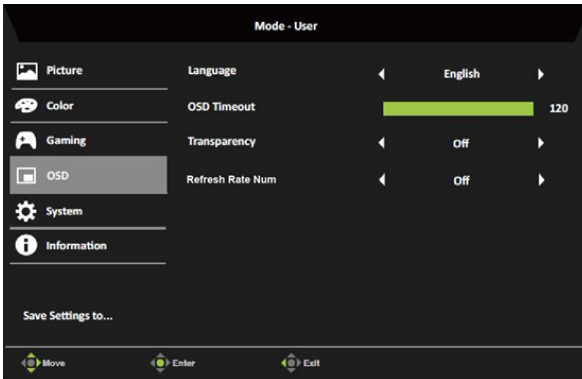 Mode - User
Picture
Language English
Color
OSD Timeout 120
Gaming
Transparency Off
OSD
Refresh Rate Num Off
System
Information
Save Settings to...
Move Enter Exit